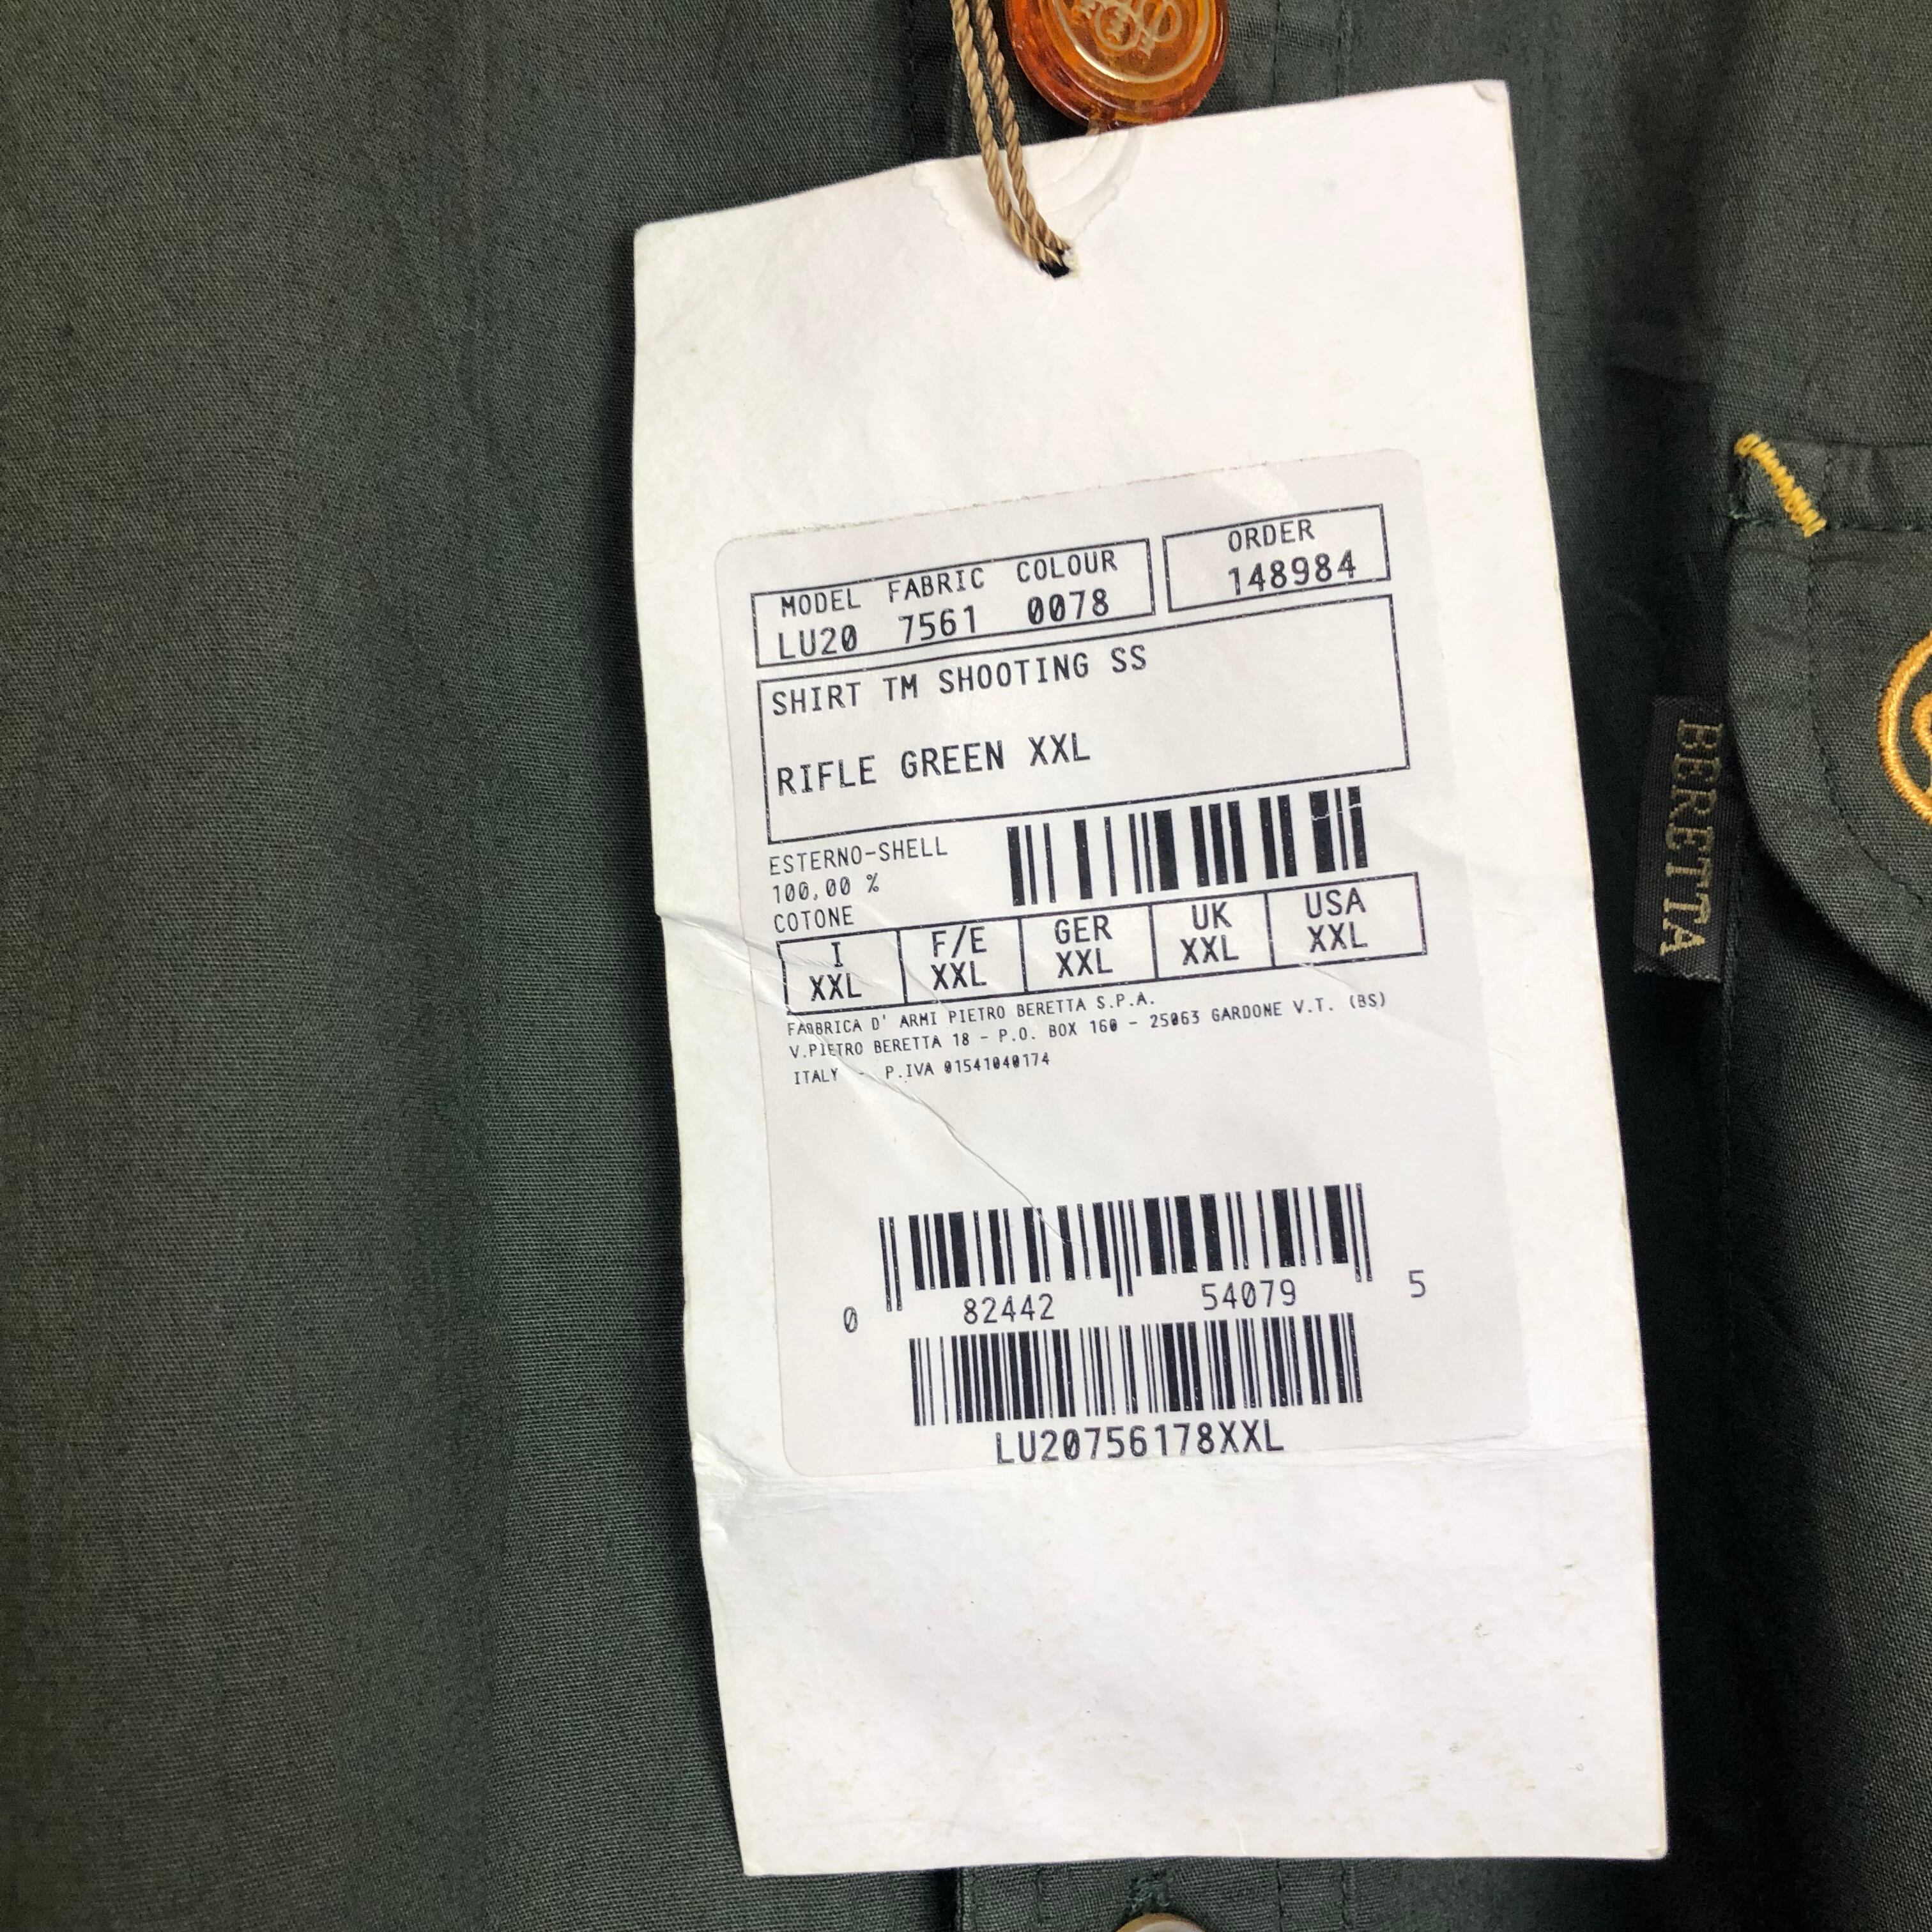 MODEL FABRIC COLOUR
LU20 7561 0078
ORDER
148984
SHIRT TM SHOOTING SS
RIFLE GREEN XXL
ESTERNO-SHELL
100,00 %
COTONE
I F/E GER UK USA
XXL XXL XXL XXL XXL
FABBRICA D' ARMI PIETRO BERETTA S.P.A.
V.PIETRO BERETTA 18 - P.O. BOX 160 - 25063 GARDONE V.T. (BS)
ITALY - P.IVA 01541040174
0 82442 54079 5
LU20756178XXL
BERETTA